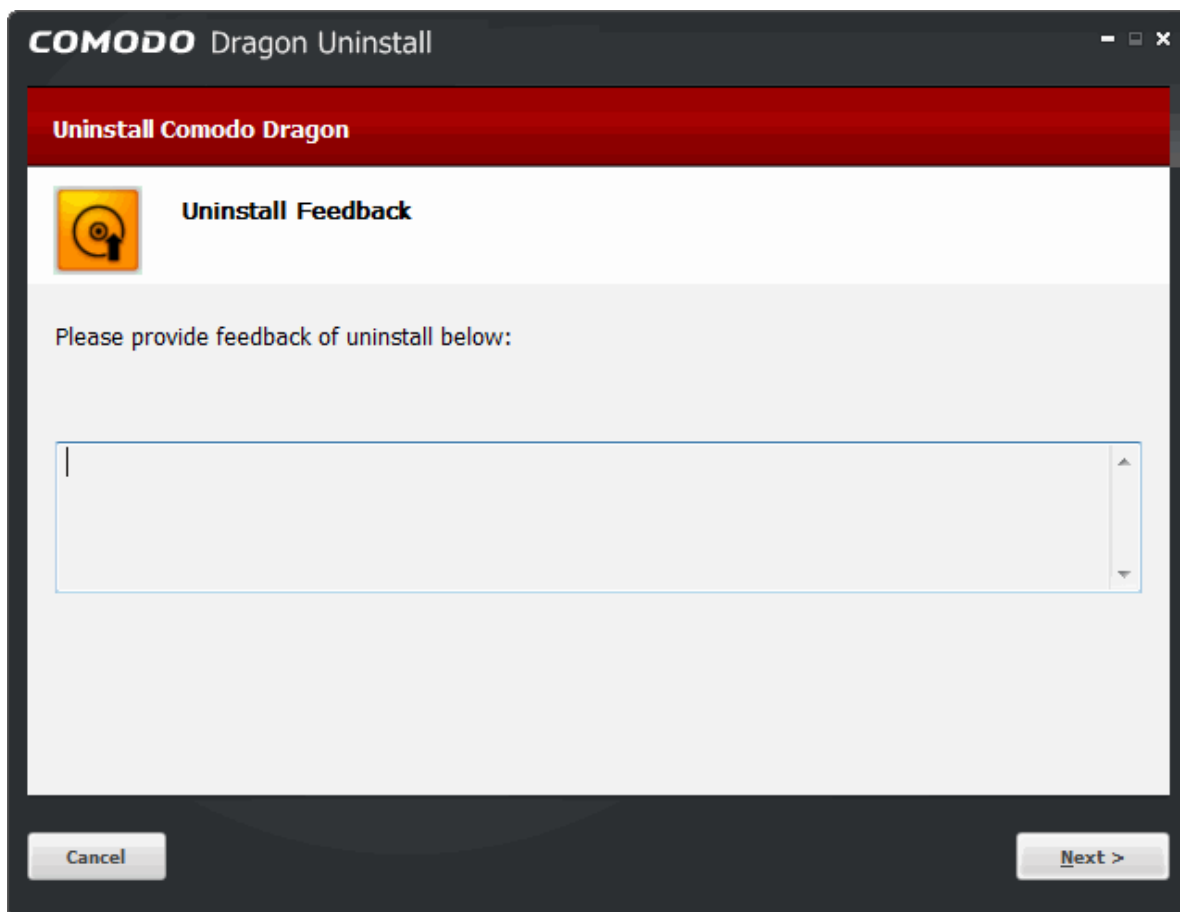 COMODO Dragon Uninstall
Uninstall Comodo Dragon
Uninstall Feedback
Please provide feedback of uninstall below:
Cancel
Next >